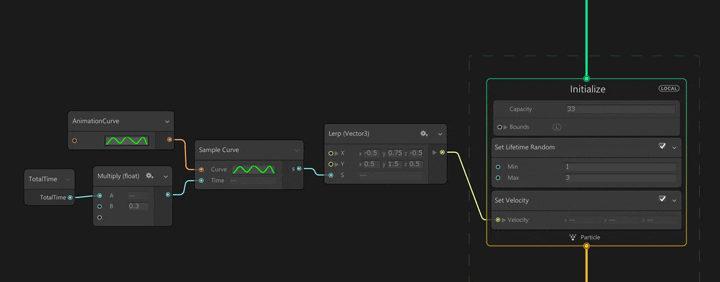 Initialize
LOCAL
Capacity 33
Bounds
Set Lifetime Random
Min 1
Max 3
Set Velocity
Velocity x — y — z —
Particle
AnimationCurve
Sample Curve
Curve
Time —
s
Lerp (Vector3)
X x -0.5 y 0.75 z -0.5
Y x 0.5 y 1.5 z 0.5
S —
TotalTime
TotalTime
Multiply (float)
A —
B 0.3